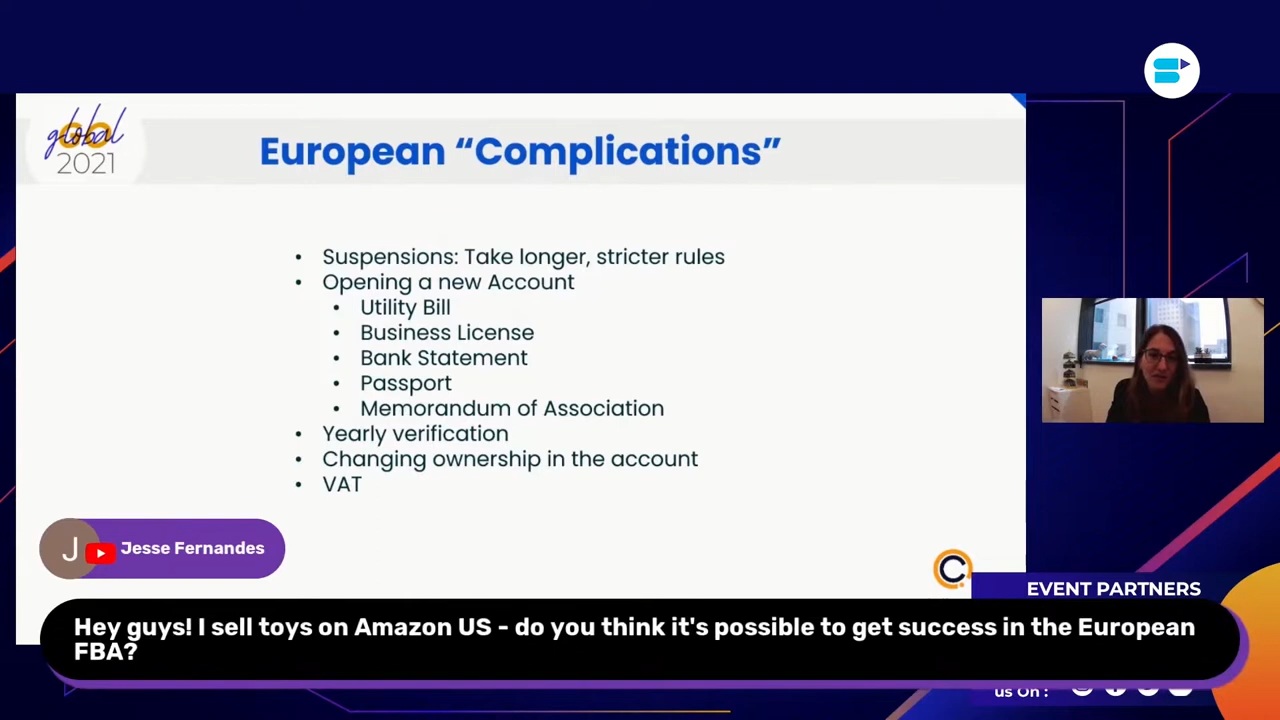 global
2021
European “Complications”
• Suspensions: Take longer, stricter rules
• Opening a new Account
• Utility Bill
• Business License
• Bank Statement
• Passport
• Memorandum of Association
• Yearly verification
• Changing ownership in the account
• VAT
J
Jesse Fernandes
EVENT PARTNERS
Hey guys! I sell toys on Amazon US - do you think it's possible to get success in the European
FBA?
us On :